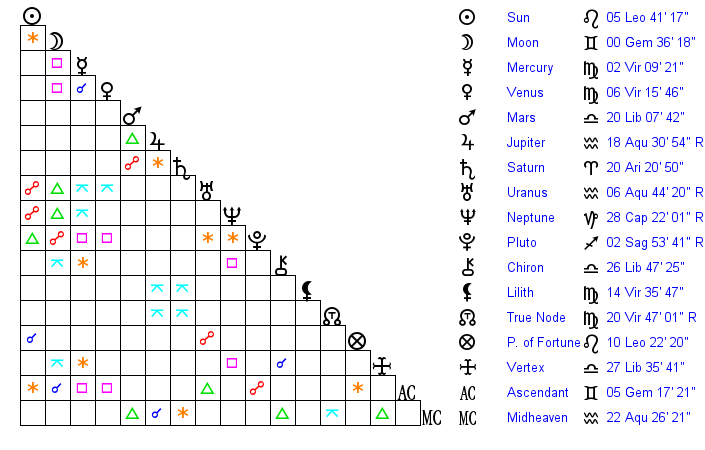 Sun 05 Leo 41' 17"
Moon 00 Gem 36' 18"
Mercury 02 Vir 09' 21"
Venus 06 Vir 15' 46"
Mars 20 Lib 07' 42"
Jupiter 18 Aqu 30' 54" R
Saturn 20 Ari 20' 50"
Uranus 06 Aqu 44' 20" R
Neptune 28 Cap 22' 01" R
Pluto 02 Sag 53' 41" R
Chiron 26 Lib 47' 25"
Lilith 14 Vir 35' 47"
True Node 20 Vir 47' 01" R
P. of Fortune 10 Leo 22' 20"
Vertex 27 Lib 35' 41"
AC AC Ascendant 05 Gem 17' 21"
MC MC Midheaven 22 Aqu 26' 21"